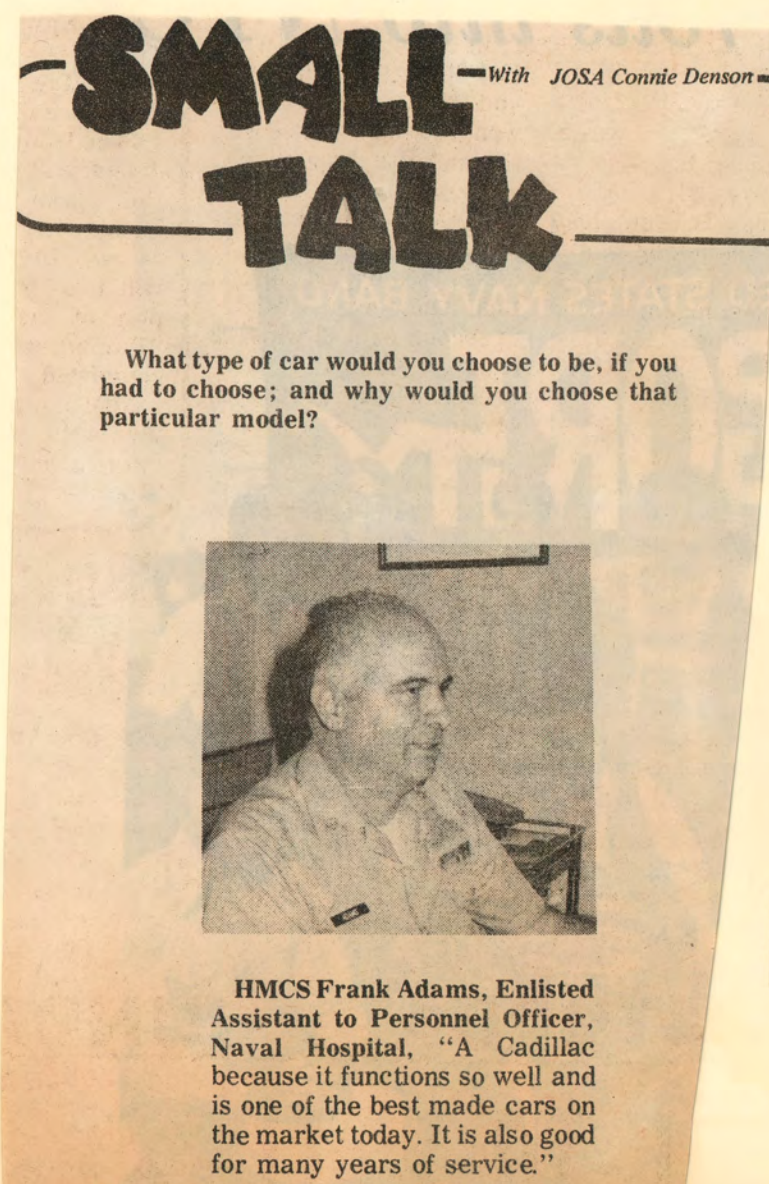 SMALL
With JOSA Connie Denson
TALK
What type of car would you choose to be, if you
had to choose; and why would you choose that
particular model?
HMCS Frank Adams, Enlisted
Assistant to Personnel Officer,
Naval Hospital, “A Cadillac
because it functions so well and
is one of the best made cars on
the market today. It is also good
for many years of service.”